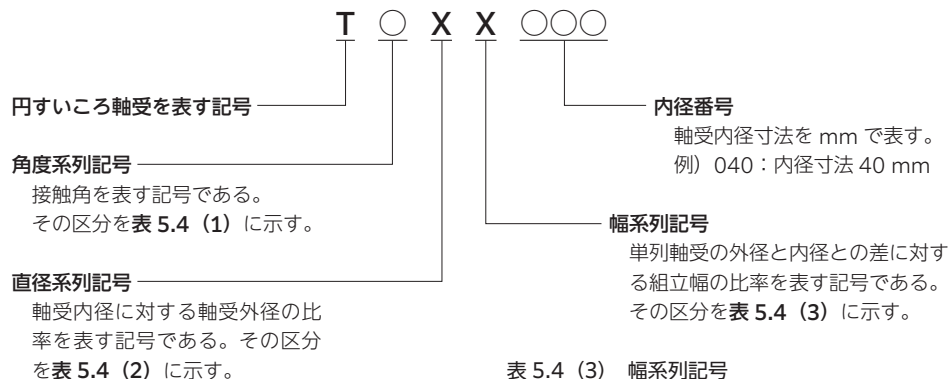 T ○ X X ○○○
円すいころ軸受を表す記号
角度系列記号
接触角を表す記号である。
その区分を表 5.4（1）に示す。
直径系列記号
軸受内径に対する軸受外径の比
率を表す記号である。その区分
を表 5.4（2）に示す。
内径番号
軸受内径寸法を mm で表す。
例）040：内径寸法 40 mm
幅系列記号
単列軸受の外径と内径との差に対す
る組立幅の比率を表す記号である。
その区分を表 5.4（3）に示す。
表 5.4（3） 幅系列記号